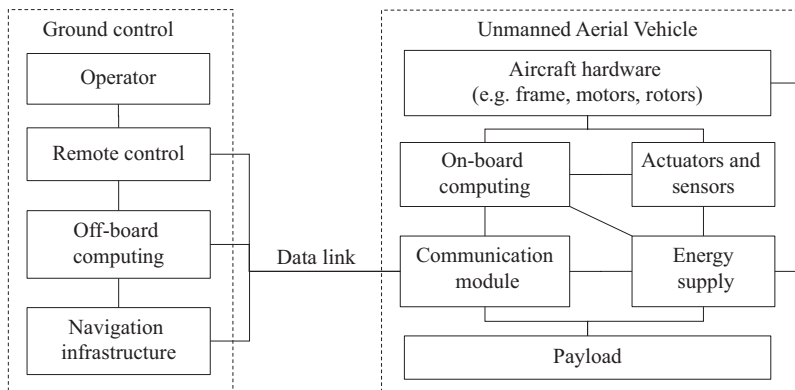 Ground control
Operator
Remote control
Off-board
computing
Navigation
infrastructure
Data link
Unmanned Aerial Vehicle
Aircraft hardware
(e.g. frame, motors, rotors)
On-board
computing
Actuators and
sensors
Communication
module
Energy
supply
Payload